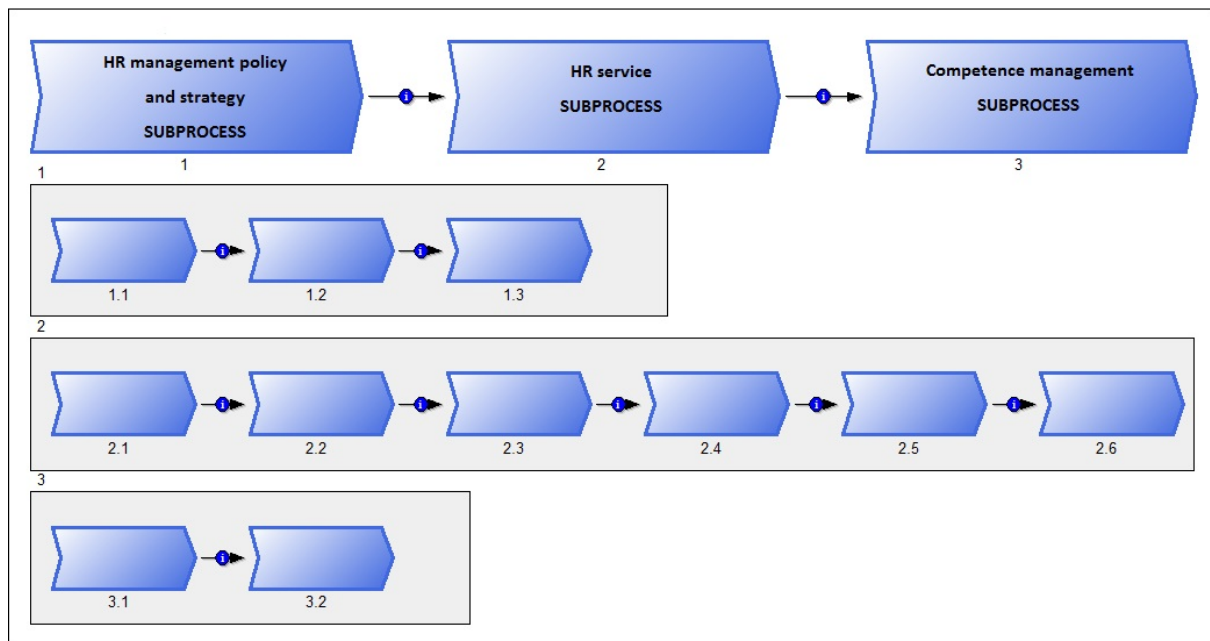 HR management policy
and strategy
SUBPROCESS
1
i
HR service
SUBPROCESS
2
i
Competence management
SUBPROCESS
3
1
1.1
i
1.2
i
1.3
2
2.1
i
2.2
i
2.3
i
2.4
i
2.5
i
2.6
3
3.1
i
3.2